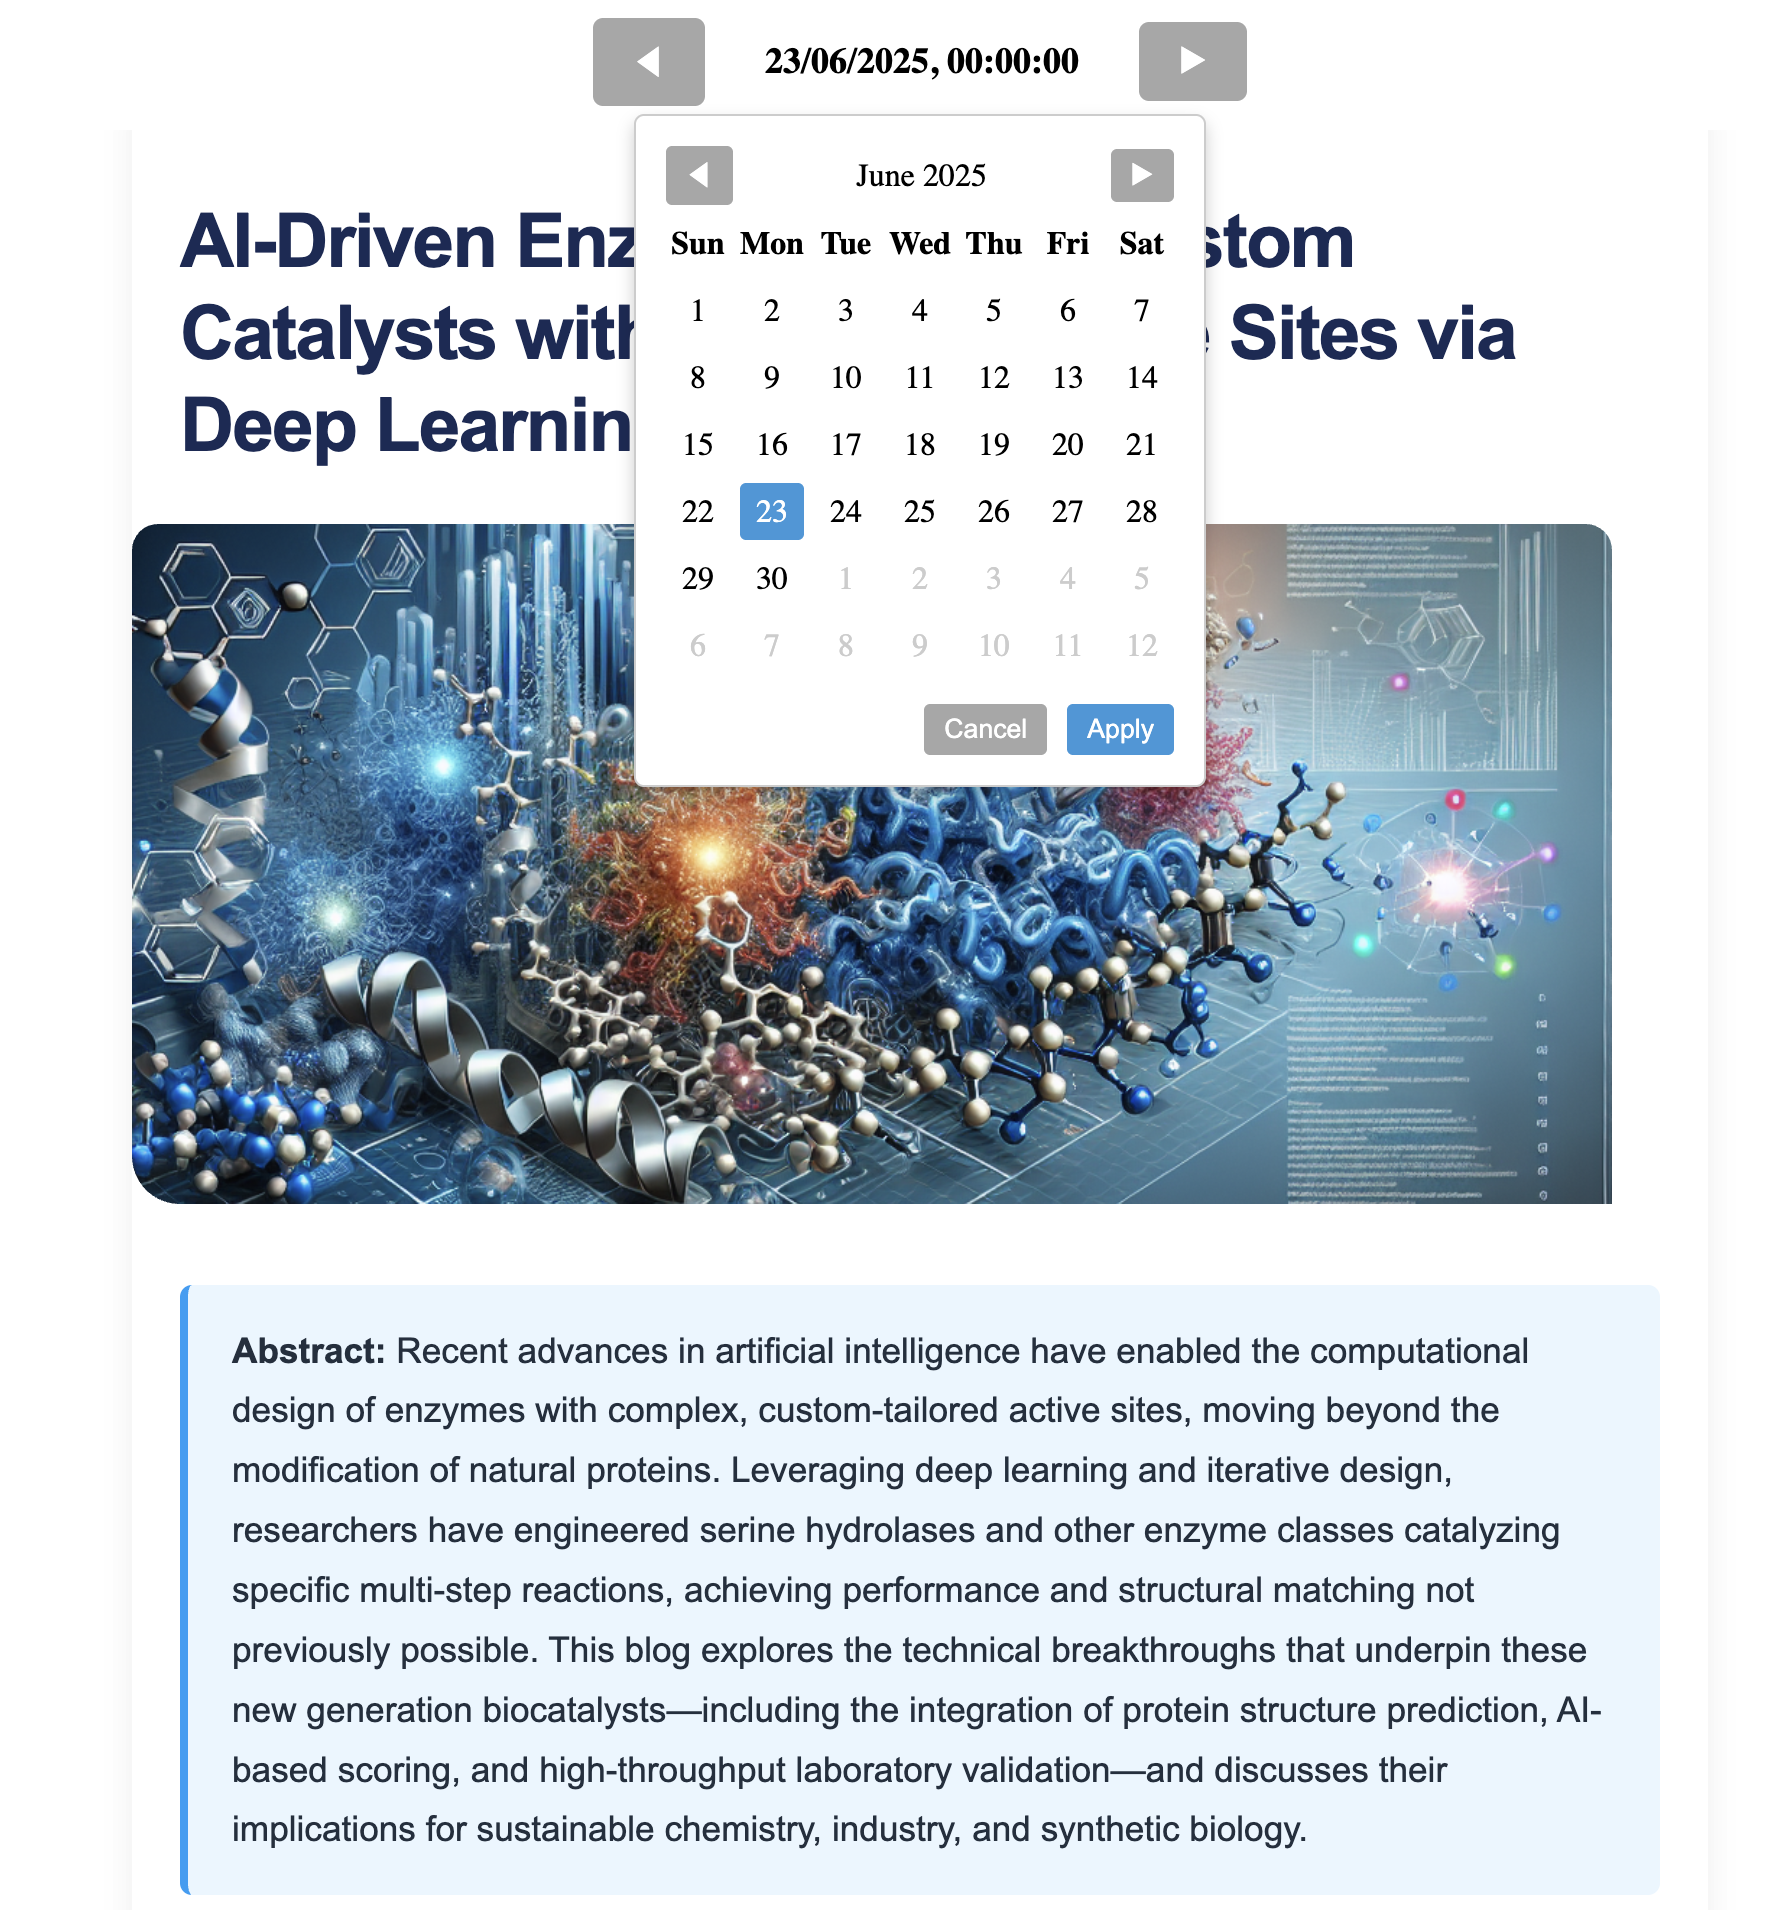 23/06/2025, 00:00:00
June 2025
Sun Mon Tue Wed Thu Fri Sat
1 2 3 4 5 6 7
8 9 10 11 12 13 14
15 16 17 18 19 20 21
22 23 24 25 26 27 28
29 30 1 2 3 4 5
6 7 8 9 10 11 12
Cancel Apply
AI-Driven Enz stom
Catalysts with Sites via
Deep Learnin
Abstract: Recent advances in artificial intelligence have enabled the computational
design of enzymes with complex, custom-tailored active sites, moving beyond the
modification of natural proteins. Leveraging deep learning and iterative design,
researchers have engineered serine hydrolases and other enzyme classes catalyzing
specific multi-step reactions, achieving performance and structural matching not
previously possible. This blog explores the technical breakthroughs that underpin these
new generation biocatalysts—including the integration of protein structure prediction, AI-
based scoring, and high-throughput laboratory validation—and discusses their
implications for sustainable chemistry, industry, and synthetic biology.